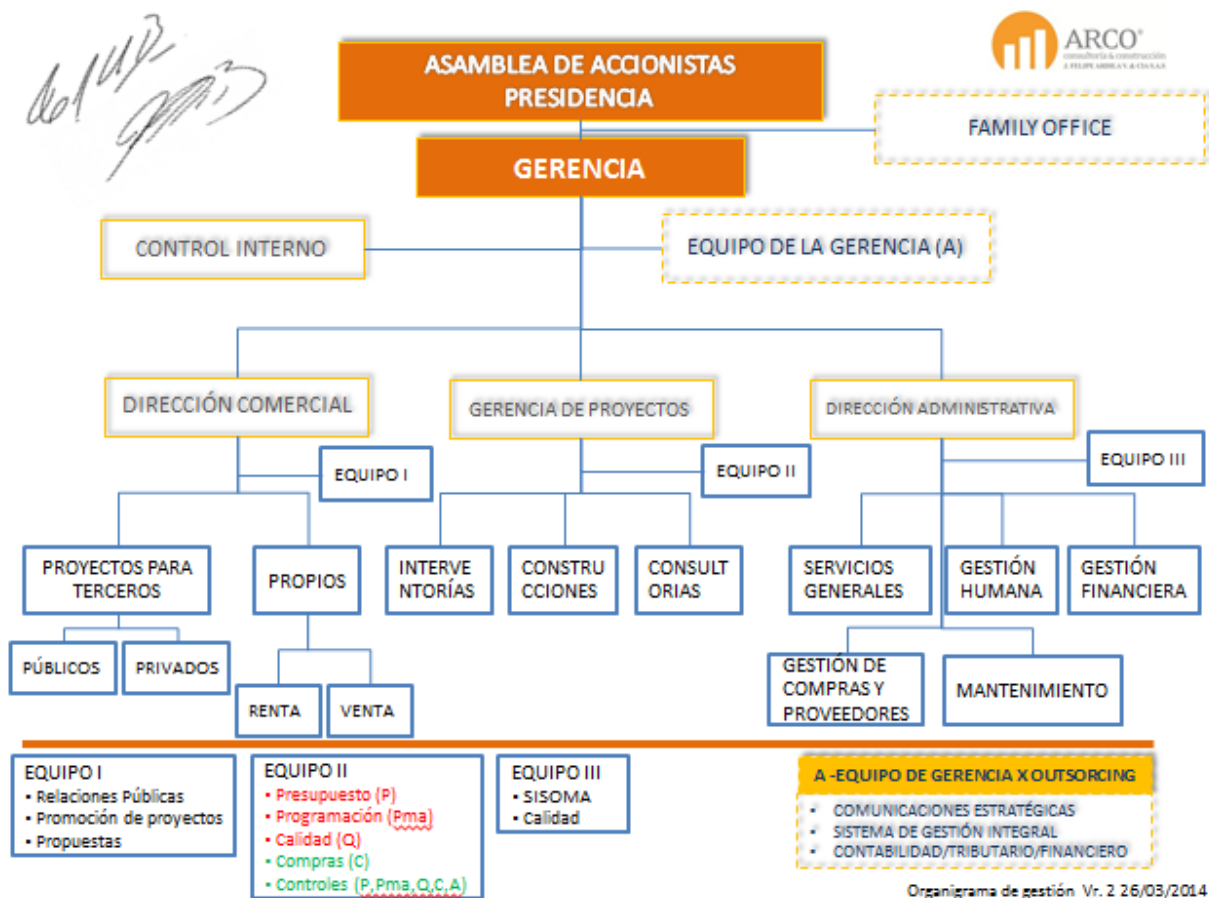 ASAMBLEA DE ACCIONISTAS
PRESIDENCIA
ARCO®
consultoría & construcción
FAMILY OFFICE
GERENCIA
CONTROL INTERNO
EQUIPO DE LA GERENCIA (A)
DIRECCIÓN COMERCIAL
GERENCIA DE PROYECTOS
DIRECCIÓN ADMINISTRATIVA
EQUIPO I
EQUIPO II
EQUIPO III
PROYECTOS PARA
TERCEROS
PROPIOS
INTERVE
NTORÍAS
CONSTRU
CCIONES
CONSULT
ORIAS
SERVICIOS
GENERALES
GESTIÓN
HUMANA
GESTIÓN
FINANCIERA
PÚBLICOS
PRIVADOS
RENTA
VENTA
GESTIÓN DE
COMPRAS Y
PROVEEDORES
MANTENIMIENTO
EQUIPO I
▪ Relaciones Públicas
▪ Promoción de proyectos
▪ Propuestas
EQUIPO II
▪ Presupuesto (P)
▪ Programación (Pma)
▪ Calidad (Q)
▪ Compras (C)
▪ Controles (P,Pma,Q,C,A)
EQUIPO III
▪ SISOMA
▪ Calidad
A -EQUIPO DE GERENCIA X OUTSORCING
• COMUNICACIONES ESTRATÉGICAS
• SISTEMA DE GESTIÓN INTEGRAL
• CONTABILIDAD/TRIBUTARIO/FINANCIERO
Organigrama de gestión Vr. 2 26/03/2014